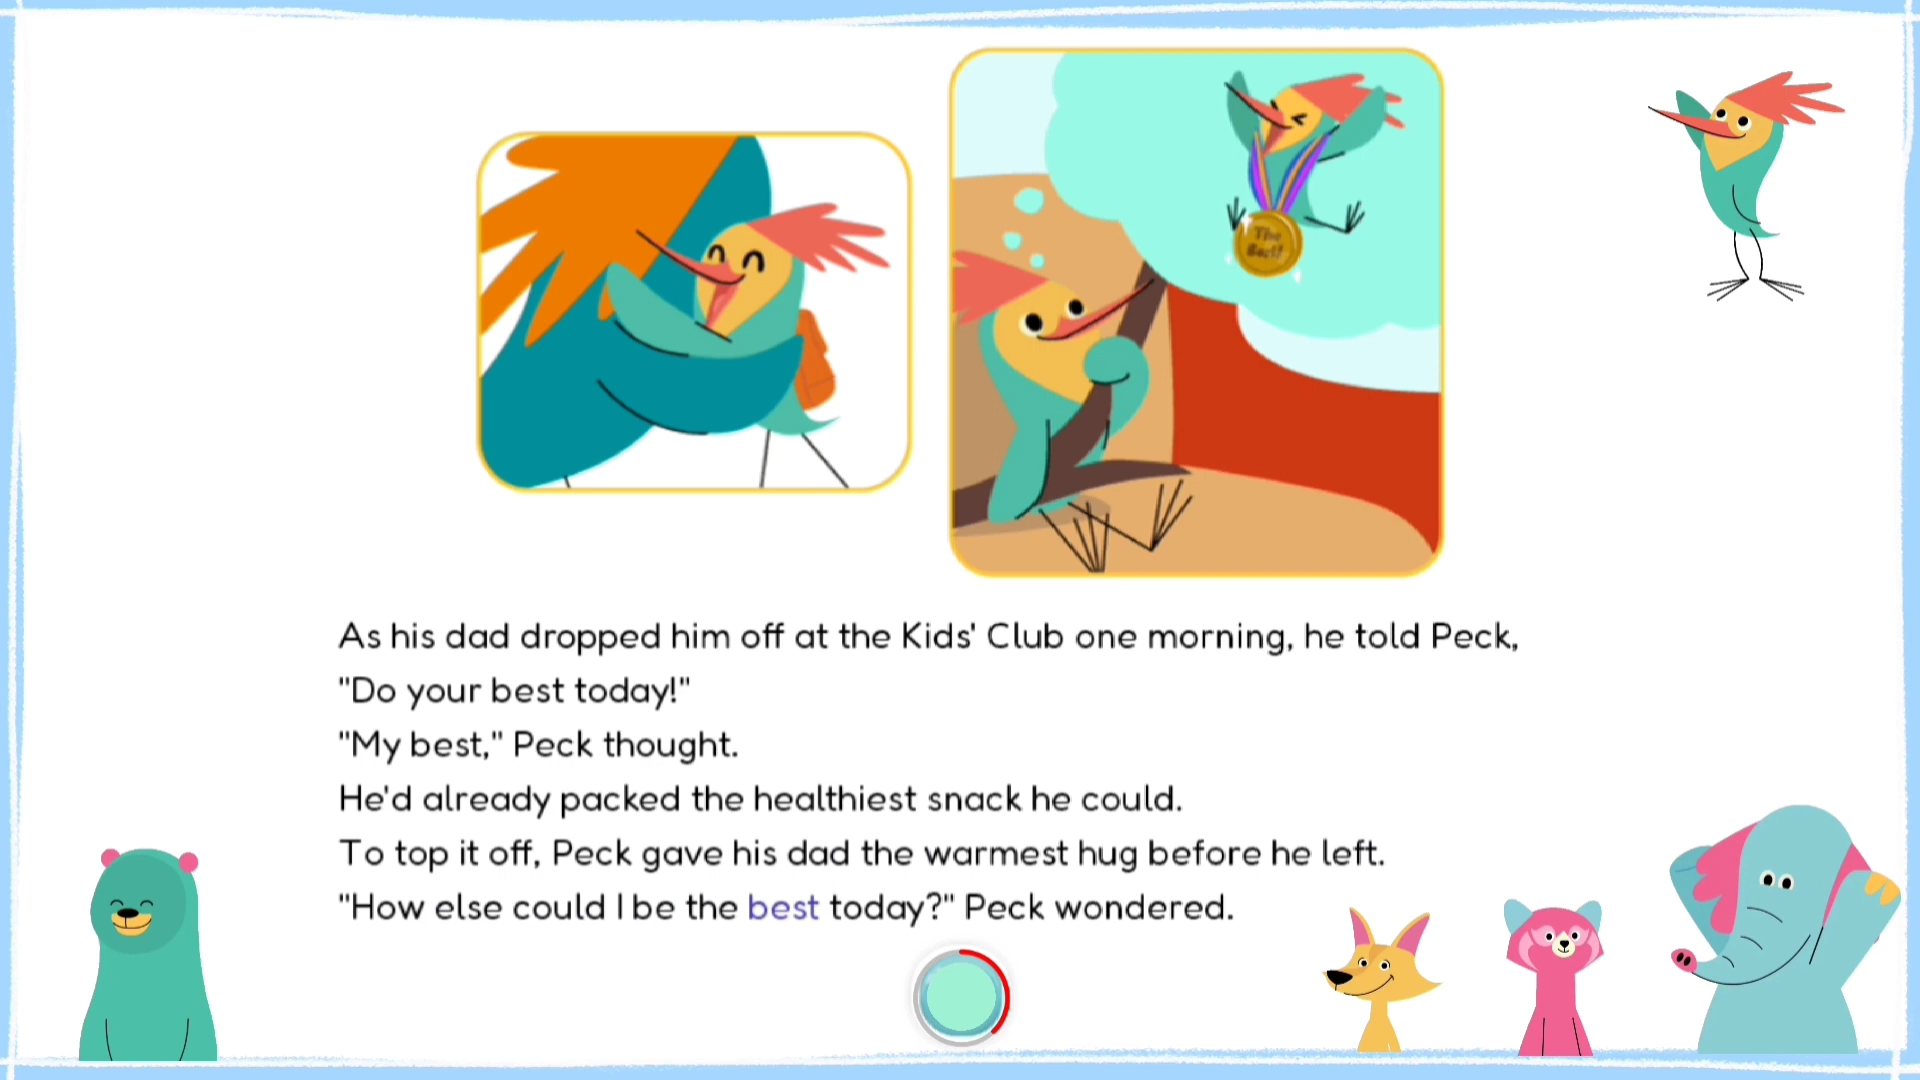 The
Best!
As his dad dropped him off at the Kids' Club one morning, he told Peck,
"Do your best today!"
"My best," Peck thought.
He'd already packed the healthiest snack he could.
To top it off, Peck gave his dad the warmest hug before he left.
"How else could I be the best today?" Peck wondered.